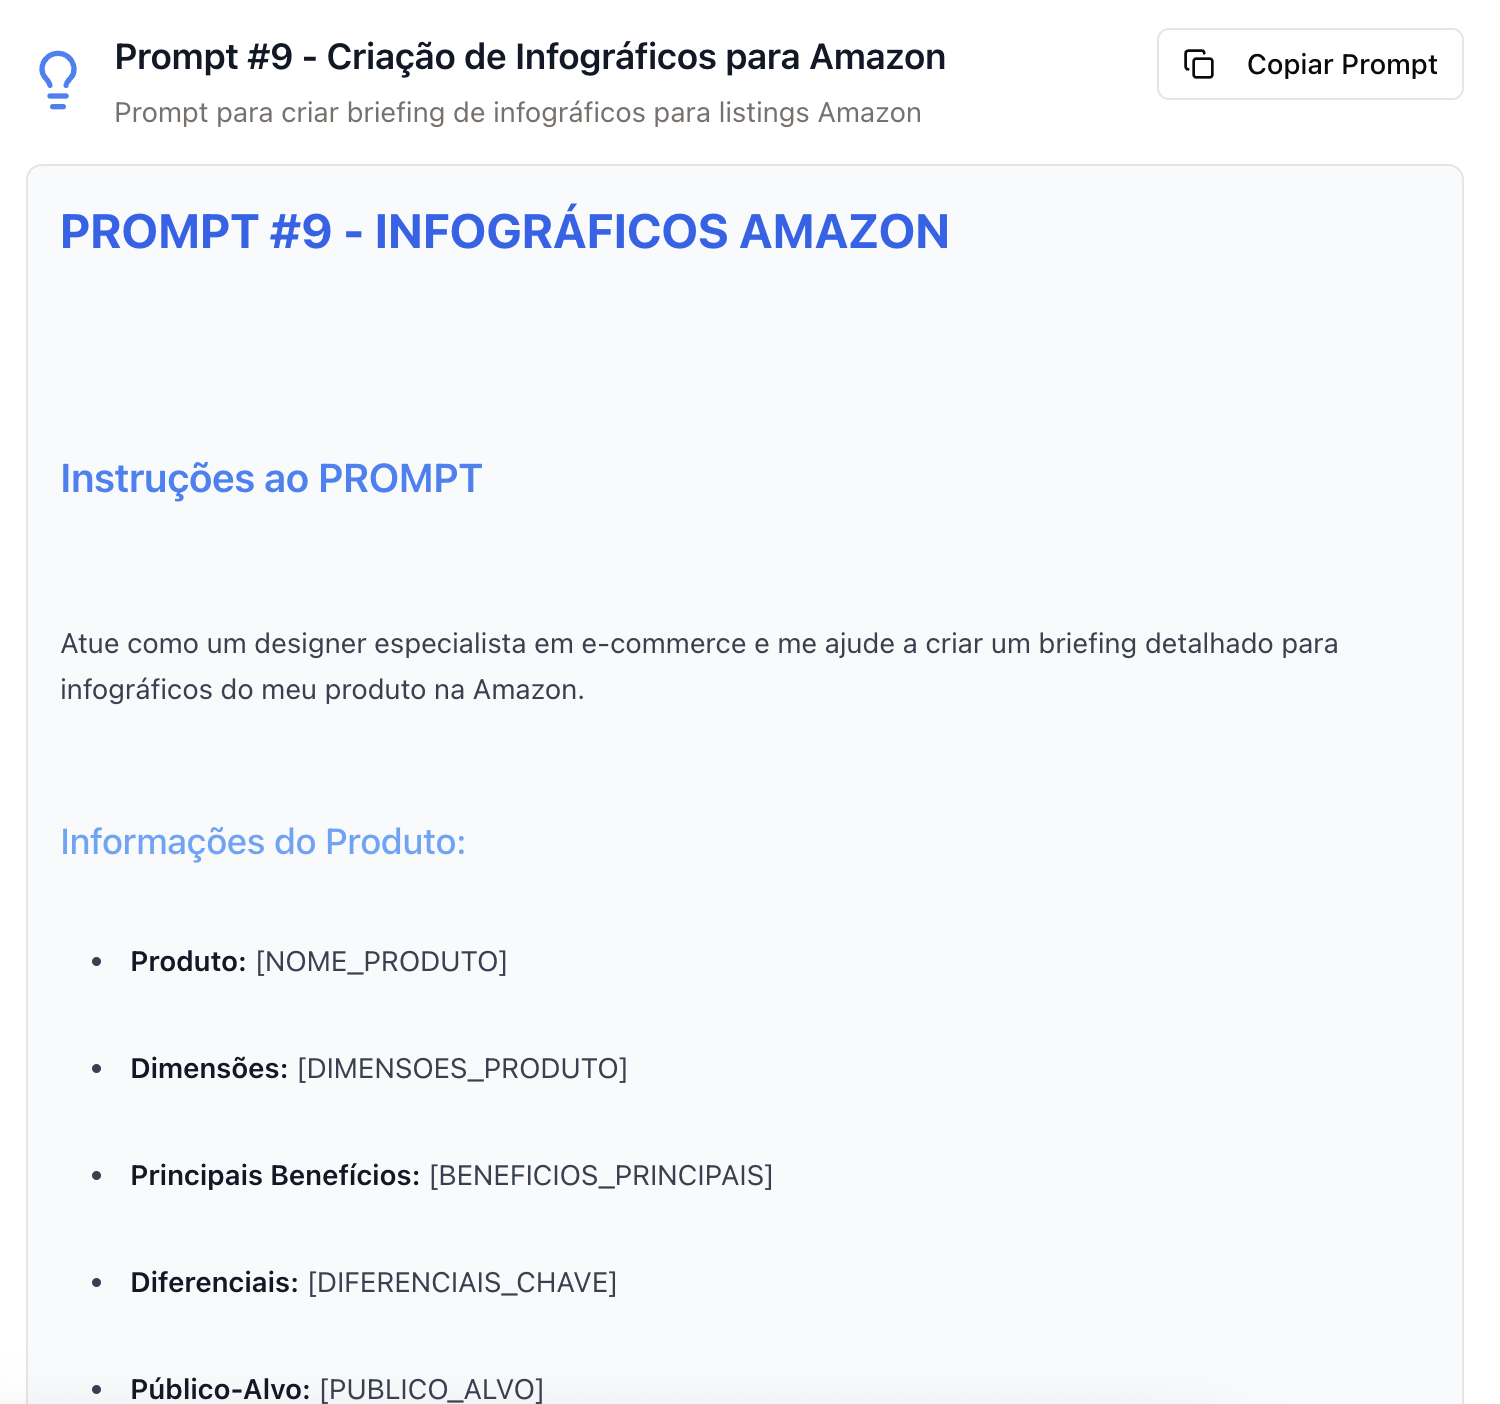 Prompt #9 - Criação de Infográficos para Amazon
Copiar Prompt
Prompt para criar briefing de infográficos para listings Amazon
PROMPT #9 - INFOGRÁFICOS AMAZON
Instruções ao PROMPT
Atue como um designer especialista em e-commerce e me ajude a criar um briefing detalhado para
infográficos do meu produto na Amazon.
Informações do Produto:
• Produto: [NOME_PRODUTO]
• Dimensões: [DIMENSOES_PRODUTO]
• Principais Benefícios: [BENEFICIOS_PRINCIPAIS]
• Diferenciais: [DIFERENCIAIS_CHAVE]
• Público-Alvo: [PUBLICO_ALVO]